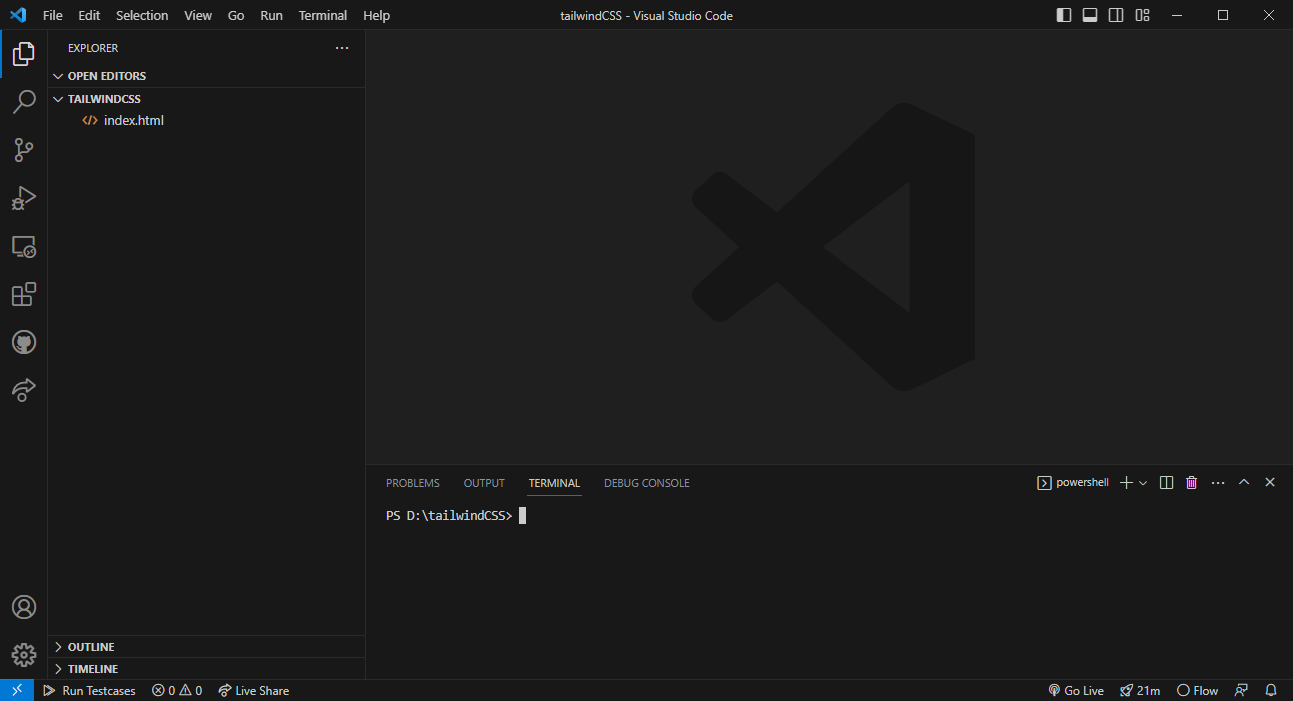 File Edit Selection View Go Run Terminal Help
tailwindCSS - Visual Studio Code
EXPLORER
OPEN EDITORS
TAILWINDCSS
index.html
PROBLEMS OUTPUT TERMINAL DEBUG CONSOLE
powershell
PS D:\tailwindCSS>
OUTLINE
TIMELINE
Run Testcases 0 0 Live Share
Go Live 21m Flow